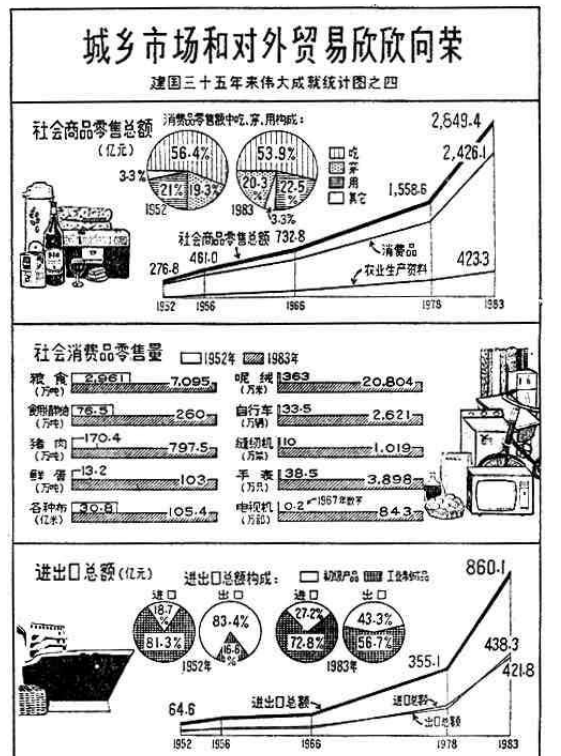 城乡市场和对外贸易欣欣向荣
建国三十五年来伟大成就统计图之四
社会商品零售总额
(亿元)
消费品零售额中吃、穿、用构成:
56.4%
3.3%
21%
19.3%
1952
53.9%
20.3%
22.5%
3.3%
1983
吃
穿
用
其它
2,849.4
2,426.1
1,558.6
社会商品零售总额
732.8
461.0
276.8
消费品
农业生产资料
423.3
1952 1956 1966 1978 1983
社会消费品零售量 1952年 1983年
粮食 (万吨) 2,961 7,095
食用植物油 (万吨) 76.5 260
猪肉 (万吨) 170.4 797.5
鲜蛋 (万吨) 13.2 103
各种布 (亿米) 30.8 105.4
呢绒 (万米) 363 20,804
自行车 (万辆) 33.5 2,621
缝纫机 (万架) 10 1,019
手表 (万只) 38.5 3,898
电视机 (万部) 0.2 1967年数字 843
进出口总额(亿元)
进出口总额构成: 初级产品 工业制成品
进口 出口
18.7%
81.3%
83.4%
16.6%
1952年
进口 出口
27.2%
72.8%
43.3%
56.7%
1983年
860.1
438.3
421.8
355.1
64.6
进出口总额
进口总额
出口总额
1952 1956 1966 1978 1983